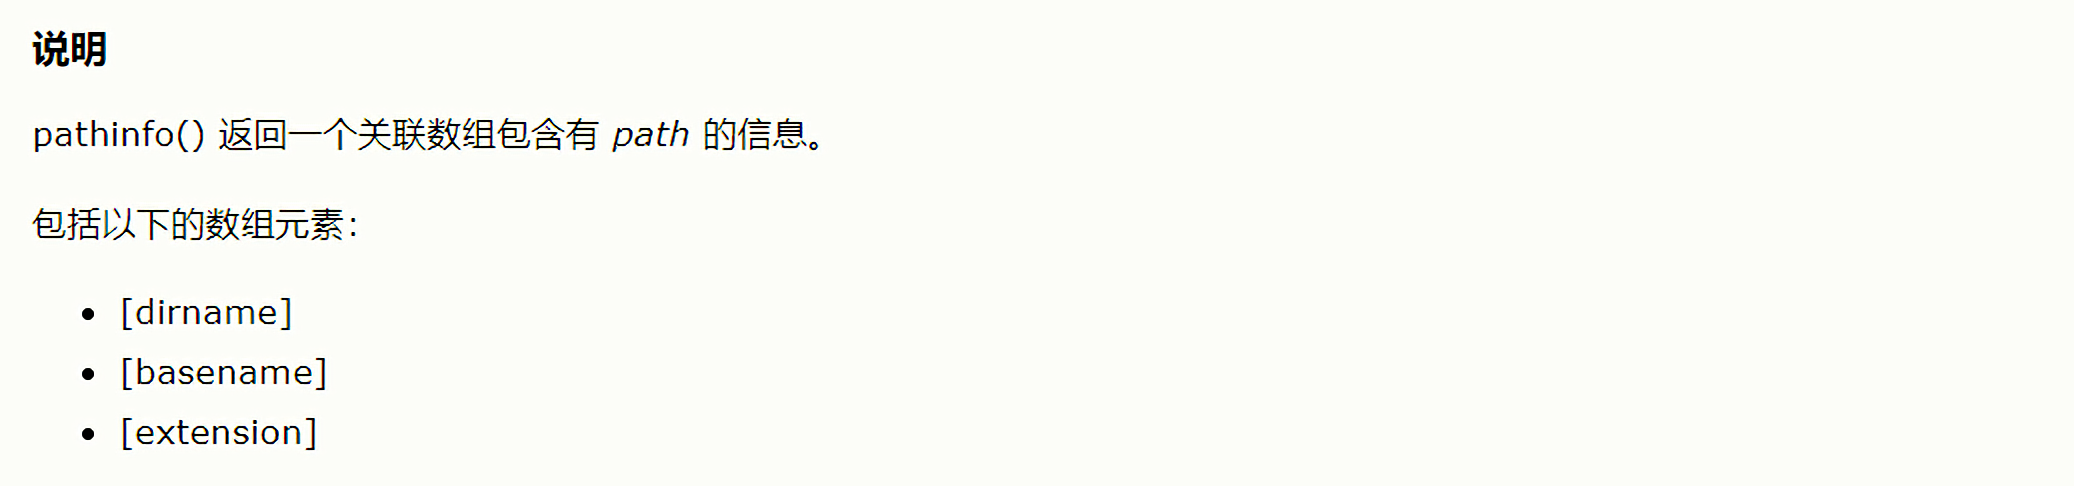 说明
pathinfo() 返回一个关联数组包含有 path 的信息。
包括以下的数组元素：
• [dirname]
• [basename]
• [extension]